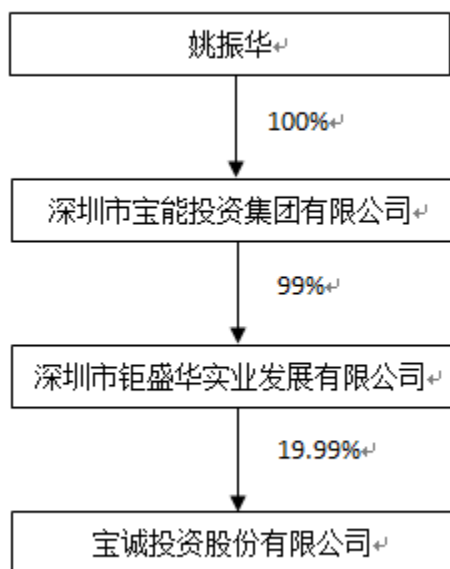 姚振华
100%
深圳市宝能投资集团有限公司
99%
深圳市钜盛华实业发展有限公司
19.99%
宝诚投资股份有限公司